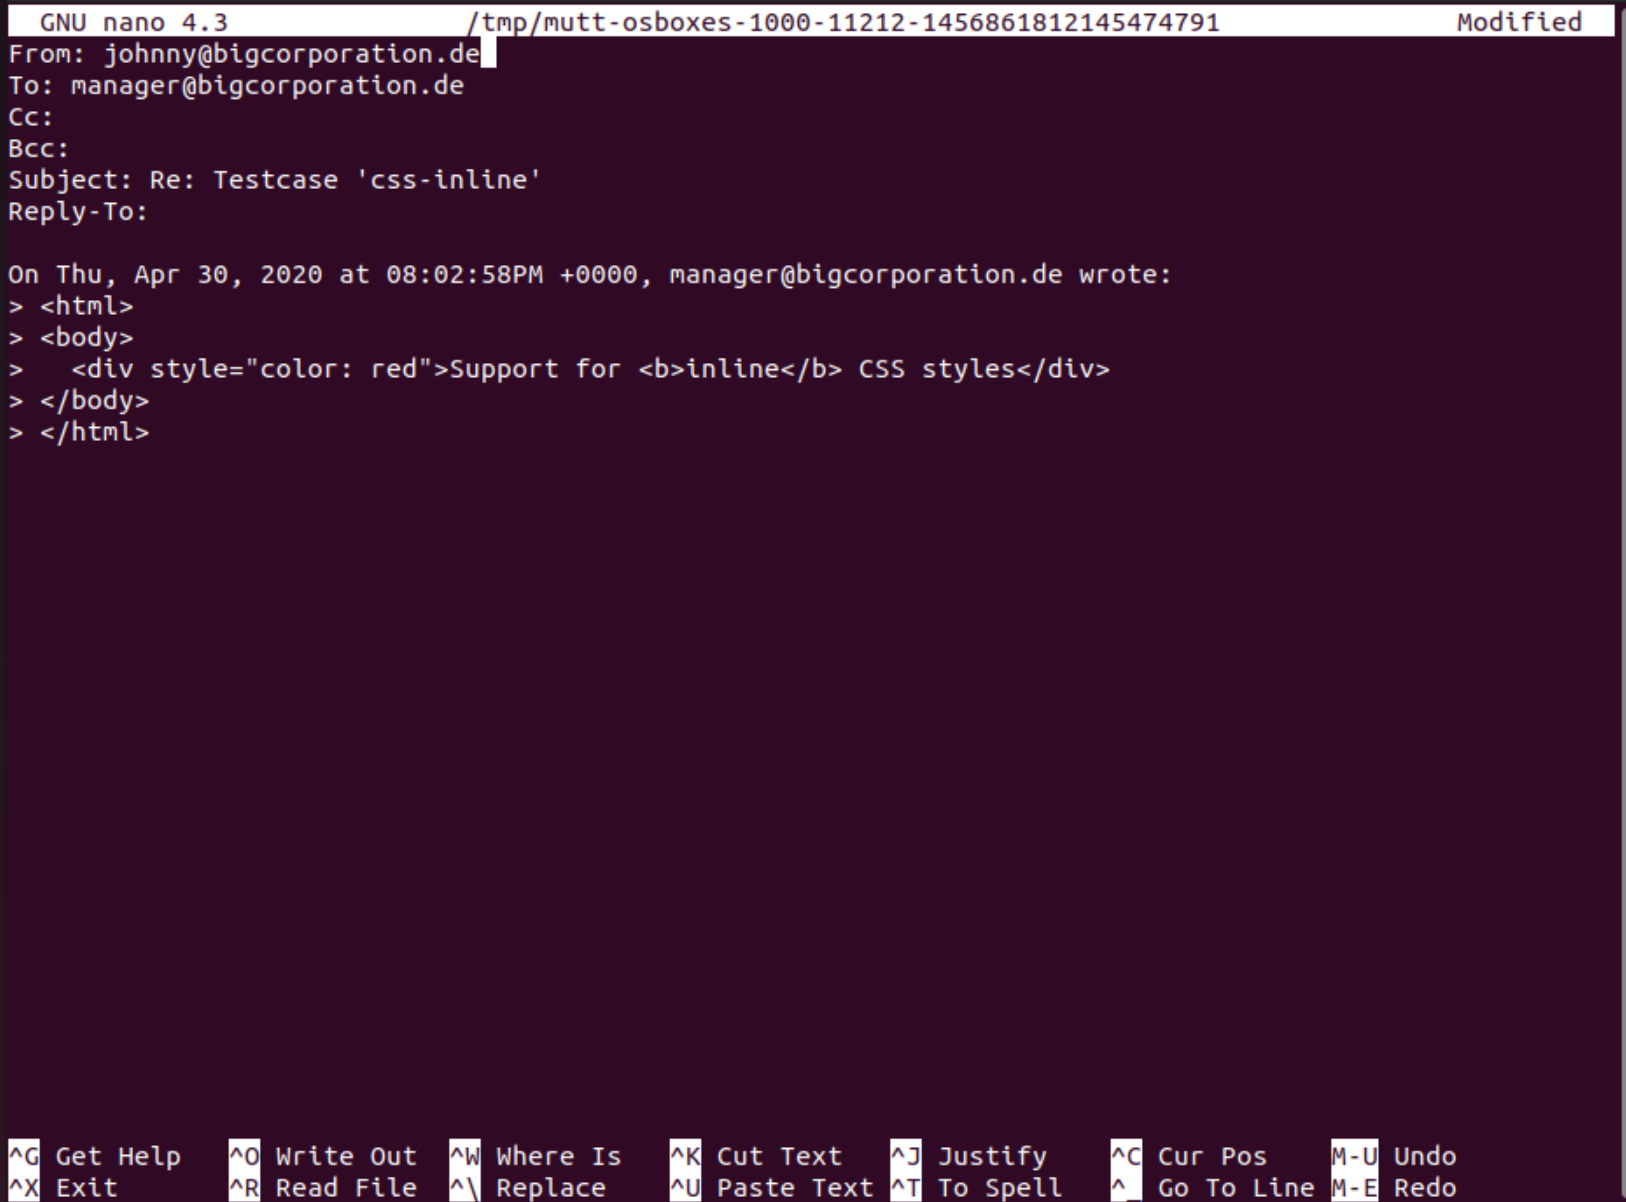 GNU nano 4.3 /tmp/mutt-osboxes-1000-11212-1456861812145474791 Modified
From: johnny@bigcorporation.de
To: manager@bigcorporation.de
Cc:
Bcc:
Subject: Re: Testcase 'css-inline'
Reply-To:
On Thu, Apr 30, 2020 at 08:02:58PM +0000, manager@bigcorporation.de wrote:
> <html>
> <body>
>   <div style="color: red">Support for <b>inline</b> CSS styles</div>
> </body>
> </html>
^G Get Help ^O Write Out ^W Where Is ^K Cut Text ^J Justify ^C Cur Pos M-U Undo
^X Exit ^R Read File ^\ Replace ^U Paste Text ^T To Spell ^_ Go To Line M-E Redo